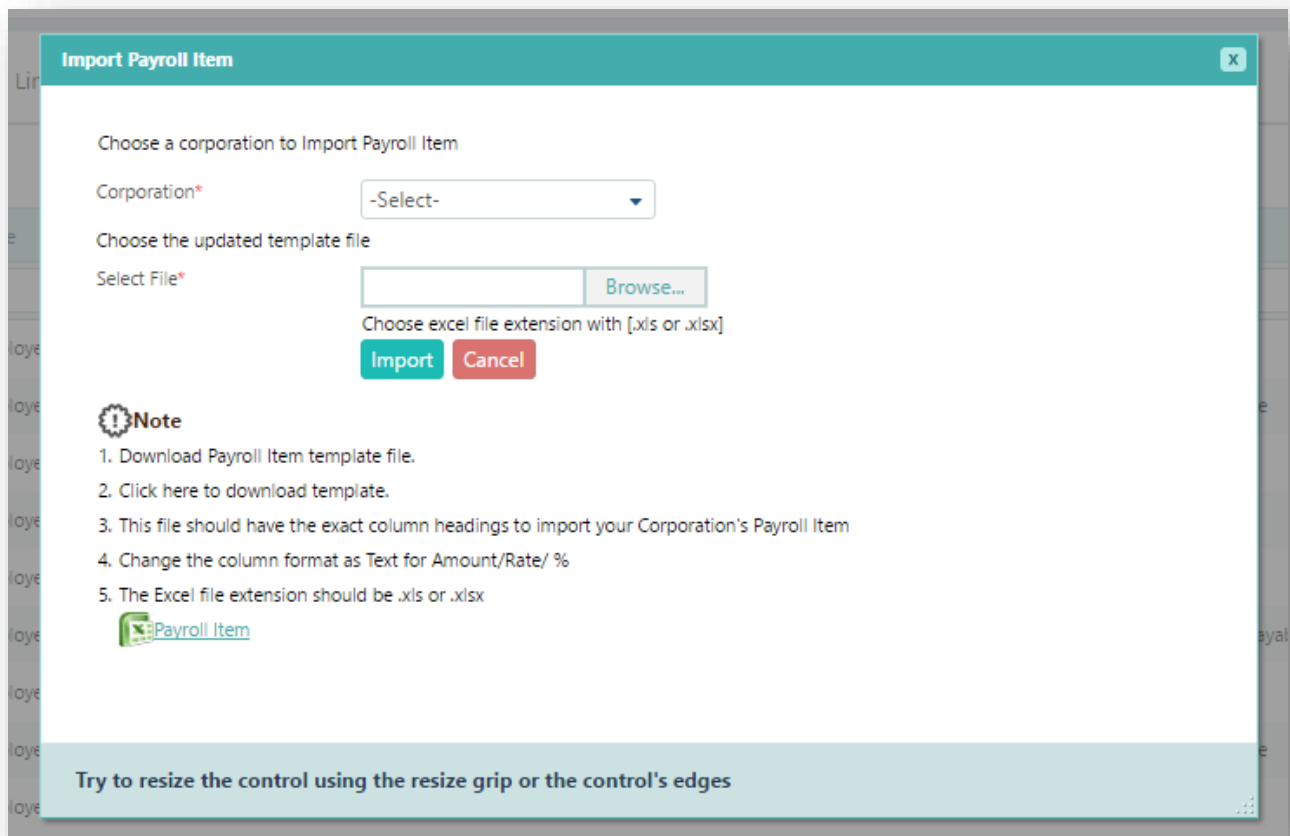 Import Payroll Item
x
Choose a corporation to Import Payroll Item
Corporation*
-Select-
Choose the updated template file
Select File*
Browse...
Choose excel file extension with [.xls or .xlsx]
Import Cancel
Note
1. Download Payroll Item template file.
2. Click here to download template.
3. This file should have the exact column headings to import your Corporation's Payroll Item
4. Change the column format as Text for Amount/Rate/ %
5. The Excel file extension should be .xls or .xlsx
Payroll Item
Try to resize the control using the resize grip or the control's edges